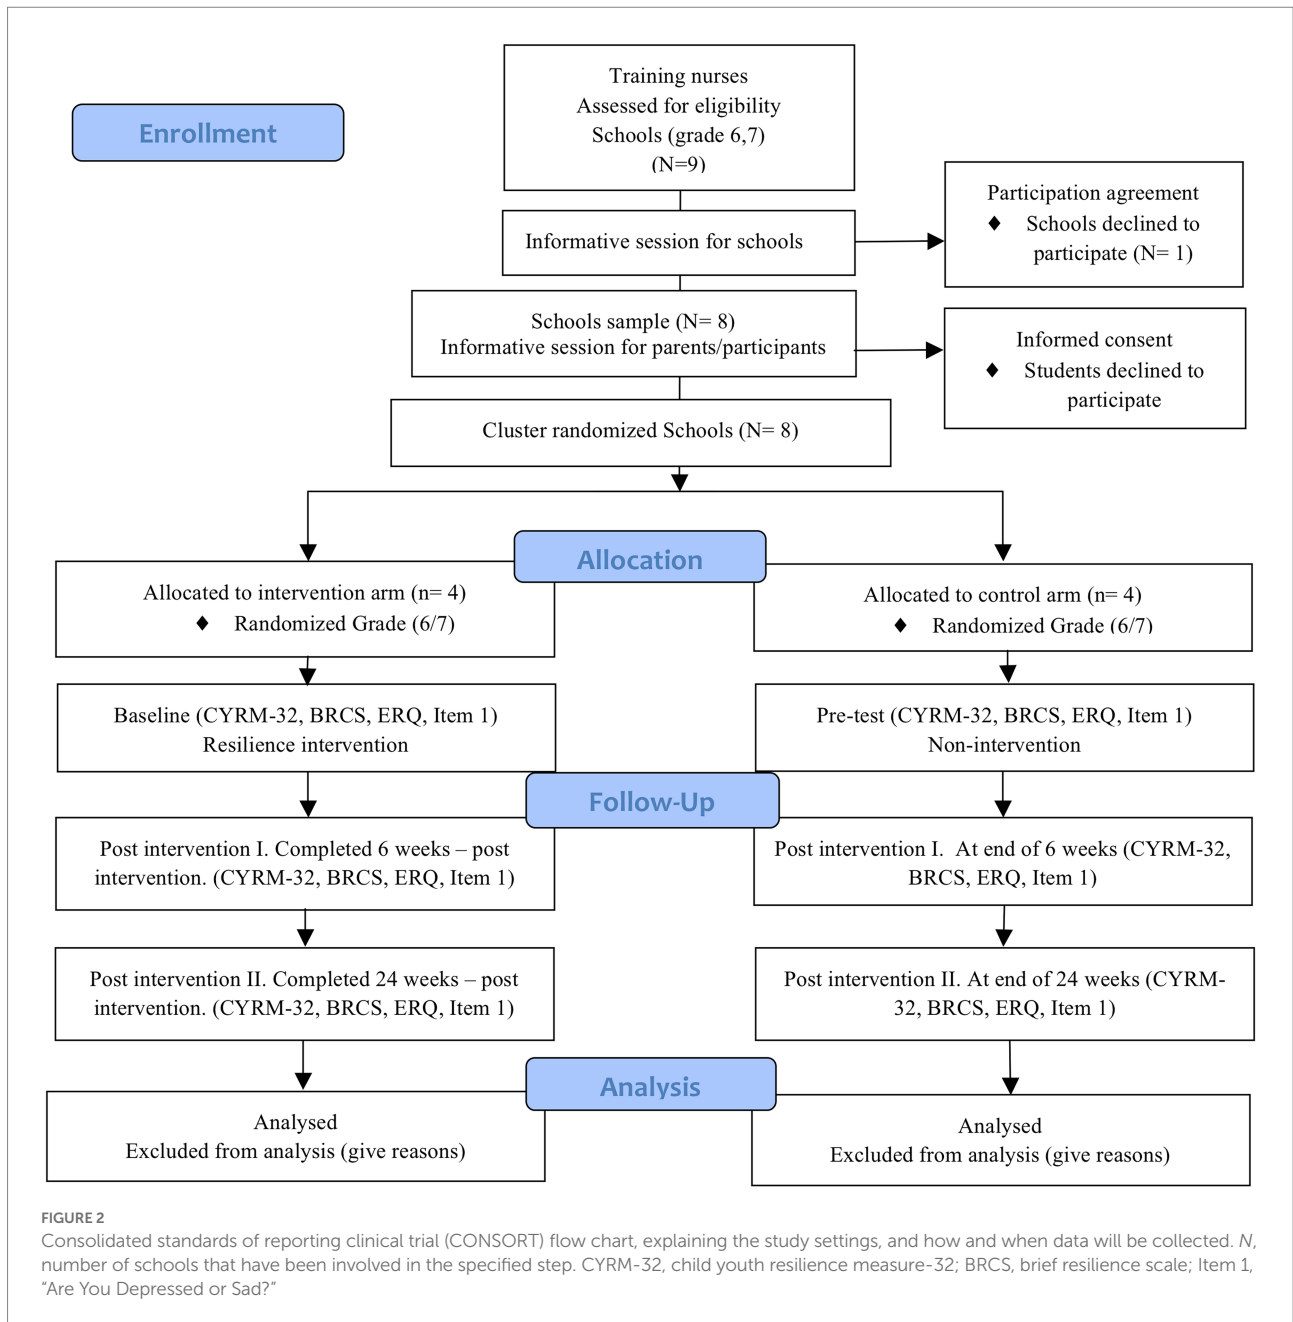 Enrollment
Training nurses
Assessed for eligibility
Schools (grade 6,7)
(N=9)
Informative session for schools
Participation agreement
♦ Schools declined to
participate (N= 1)
Schools sample (N= 8)
Informative session for parents/participants
Informed consent
♦ Students declined to
participate
Cluster randomized Schools (N= 8)
Allocation
Allocated to intervention arm (n= 4)
♦ Randomized Grade (6/7)
Allocated to control arm (n= 4)
♦ Randomized Grade (6/7)
Baseline (CYRM-32, BRCS, ERQ, Item 1)
Resilience intervention
Pre-test (CYRM-32, BRCS, ERQ, Item 1)
Non-intervention
Follow-Up
Post intervention I. Completed 6 weeks – post
intervention. (CYRM-32, BRCS, ERQ, Item 1)
Post intervention I. At end of 6 weeks (CYRM-32,
BRCS, ERQ, Item 1)
Post intervention II. Completed 24 weeks – post
intervention. (CYRM-32, BRCS, ERQ, Item 1)
Post intervention II. At end of 24 weeks (CYRM-
32, BRCS, ERQ, Item 1)
Analysis
Analysed
Excluded from analysis (give reasons)
Analysed
Excluded from analysis (give reasons)
FIGURE 2
Consolidated standards of reporting clinical trial (CONSORT) flow chart, explaining the study settings, and how and when data will be collected. N,
number of schools that have been involved in the specified step. CYRM-32, child youth resilience measure-32; BRCS, brief resilience scale; Item 1,
"Are You Depressed or Sad?"